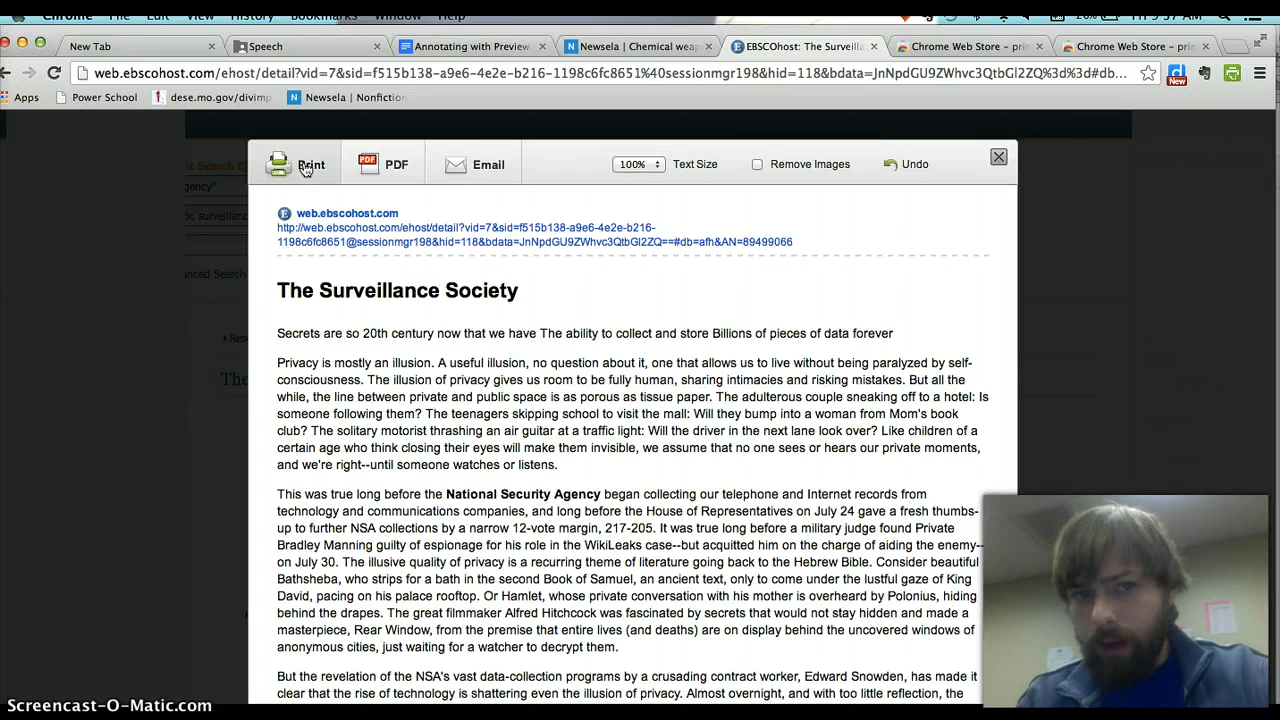 Chrome File Edit View History Bookmarks Window Help
New Tab
Speech
Annotating with Preview
Newsela | Chemical weap
EBSCOhost: The Surveilla
Chrome Web Store - prin
Chrome Web Store - prin
web.ebscohost.com/ehost/detail?vid=7&sid=f515b138-a9e6-4e2e-b216-1198c6fc8651%40sessionmgr198&hid=118&bdata=JnNpdGU9ZWhvc3QtbGl2ZQ%3d%3d#db...
New
Apps
Power School
dese.mo.gov/divimp
Newsela | Nonfiction
Print
PDF
PDF
Email
100%
Text Size
Remove Images
Undo
web.ebscohost.com
http://web.ebscohost.com/ehost/detail?vid=7&sid=f515b138-a9e6-4e2e-b216-
1198c6fc8651@sessionmgr198&hid=118&bdata=JnNpdGU9ZWhvc3QtbGl2ZQ==#db=afh&AN=89499066
The Surveillance Society
Secrets are so 20th century now that we have The ability to collect and store Billions of pieces of data forever
Privacy is mostly an illusion. A useful illusion, no question about it, one that allows us to live without being paralyzed by self-
consciousness. The illusion of privacy gives us room to be fully human, sharing intimacies and risking mistakes. But all the
while, the line between private and public space is as porous as tissue paper. The adulterous couple sneaking off to a hotel: Is
someone following them? The teenagers skipping school to visit the mall: Will they bump into a woman from Mom's book
club? The solitary motorist thrashing an air guitar at a traffic light: Will the driver in the next lane look over? Like children of a
certain age who think closing their eyes will make them invisible, we assume that no one sees or hears our private moments,
and we're right--until someone watches or listens.
This was true long before the National Security Agency began collecting our telephone and Internet records from
technology and communications companies, and long before the House of Representatives on July 24 gave a fresh thumbs-
up to further NSA collections by a narrow 12-vote margin, 217-205. It was true long before a military judge found Private
Bradley Manning guilty of espionage for his role in the WikiLeaks case--but acquitted him on the charge of aiding the enemy--
on July 30. The illusive quality of privacy is a recurring theme of literature going back to the Hebrew Bible. Consider beautiful
Bathsheba, who strips for a bath in the second Book of Samuel, an ancient text, only to come under the lustful gaze of King
David, pacing on his palace rooftop. Or Hamlet, whose private conversation with his mother is overheard by Polonius, hiding
behind the drapes. The great filmmaker Alfred Hitchcock was fascinated by secrets that would not stay hidden and made a
masterpiece, Rear Window, from the premise that entire lives (and deaths) are on display behind the uncovered windows of
anonymous cities, just waiting for a watcher to decrypt them.
But the revelation of the NSA's vast data-collection programs by a crusading contract worker, Edward Snowden, has made it
clear that the rise of technology is shattering even the illusion of privacy. Almost overnight, and with too little reflection, the
Screencast-O-Matic.com